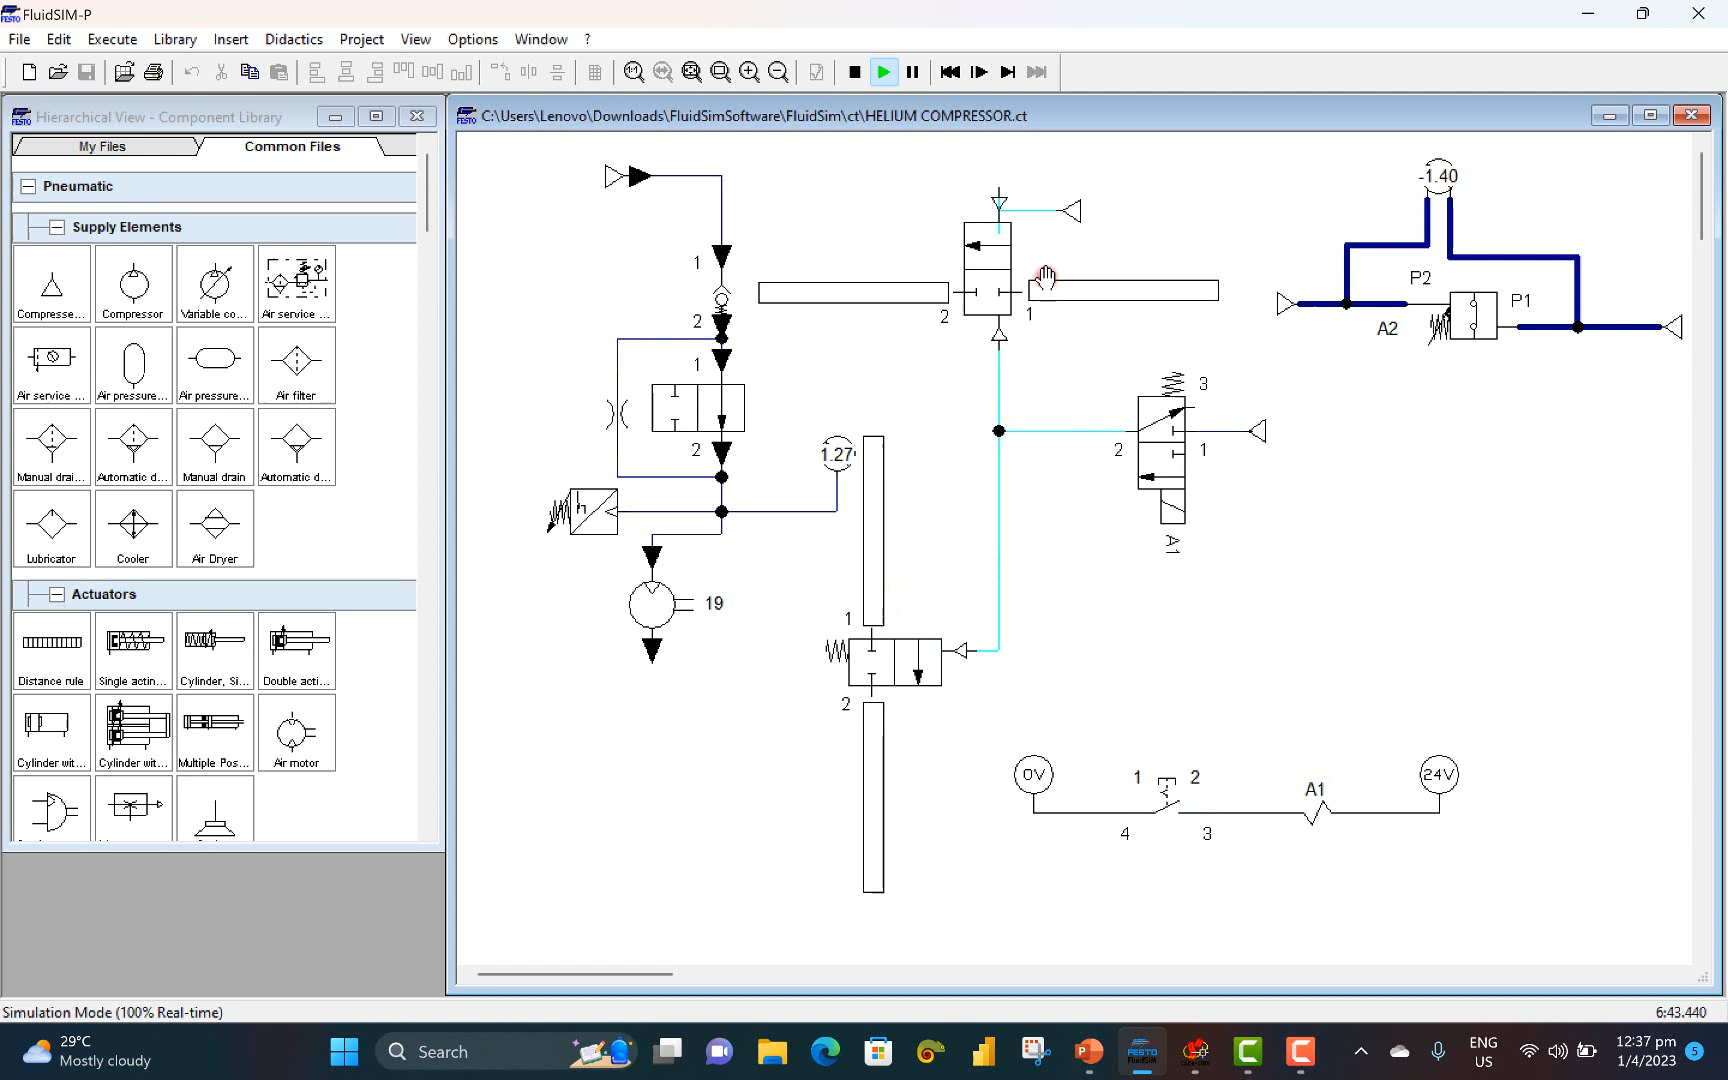 FluidSIM-P
File Edit Execute Library Insert Didactics Project View Options Window ?
Hierarchical View - Component Library
My Files
Common Files
Pneumatic
Supply Elements
Compresse...
Compressor
Variable co...
Air service ...
Air service ...
Air pressure...
Air pressure...
Air filter
Manual drai...
Automatic d...
Manual drain
Automatic d...
Lubricator
Cooler
Air Dryer
Actuators
Distance rule
Single actin...
Cylinder, Si...
Double acti...
Cylinder wit...
Cylinder wit...
Multiple Pos...
Air motor
C:\Users\Lenovo\Downloads\FluidSimSoftware\FluidSim\ct\HELIUM COMPRESSOR.ct
-1.40
1
2
1
2
P2
P1
A2
1
2
3
2
1
A1
1.27
19
1
2
0V
1
2
A1
24V
4
3
Simulation Mode (100% Real-time)
6:43.440
29°C
Mostly cloudy
Search
ENG
US
12:37 pm
1/4/2023
5